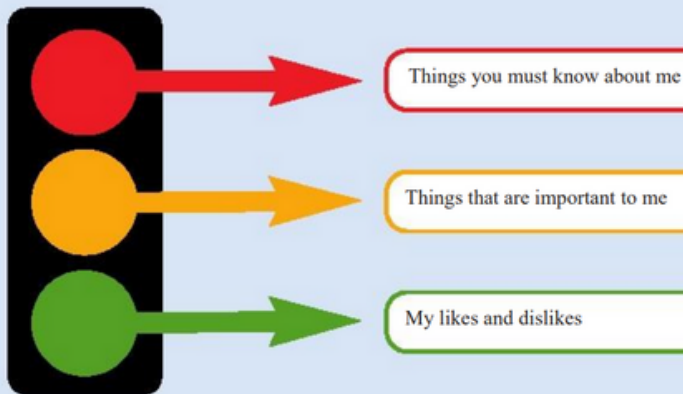 Things you must know about me
Things that are important to me
My likes and dislikes